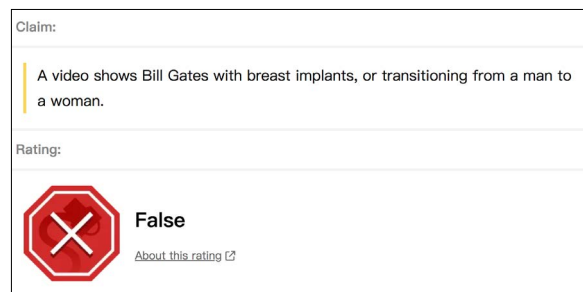 Claim:
A video shows Bill Gates with breast implants, or transitioning from a man to
a woman.
Rating:
False
About this rating